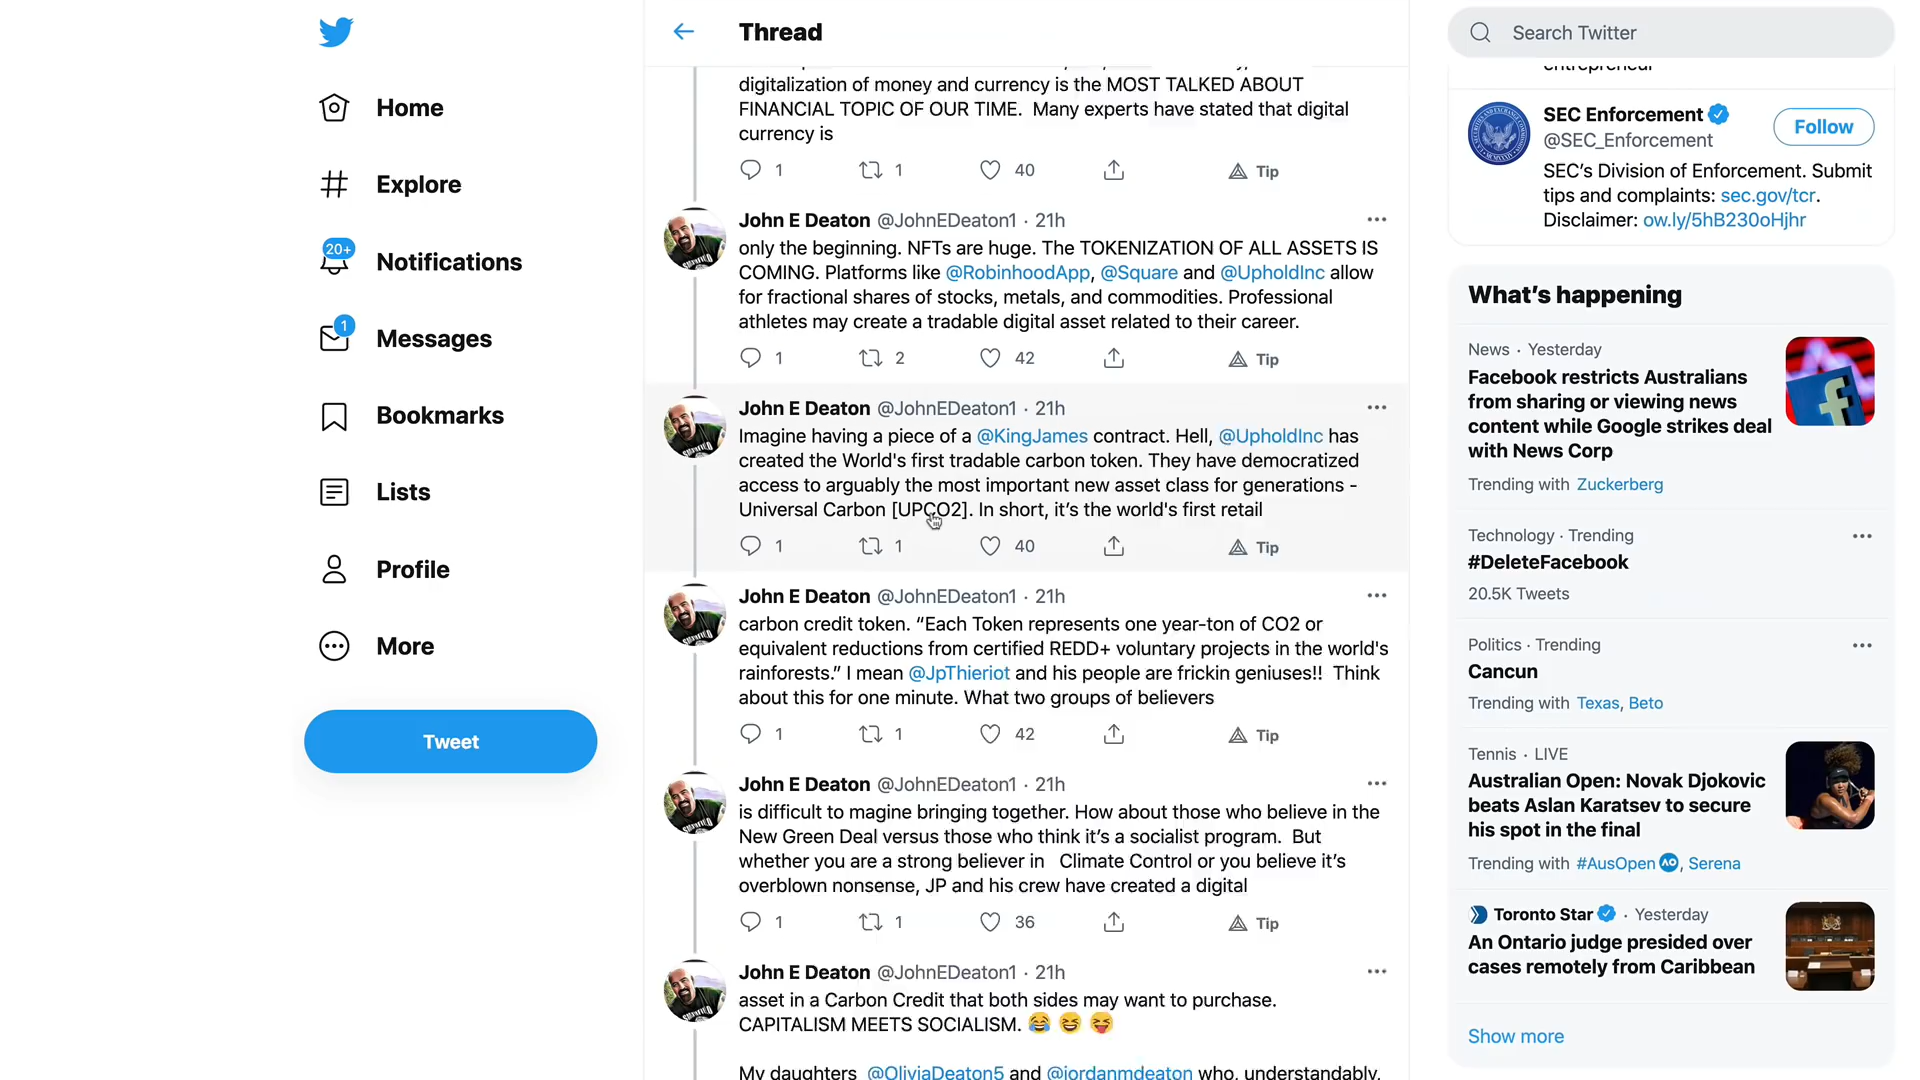 Thread
Search Twitter
Home
Explore
20+
Notifications
1
Messages
Bookmarks
Lists
Profile
More
Tweet
digitalization of money and currency is the MOST TALKED ABOUT
FINANCIAL TOPIC OF OUR TIME. Many experts have stated that digital
currency is
1 1 40 Tip
John E Deaton @JohnEDeaton1 · 21h
only the beginning. NFTs are huge. The TOKENIZATION OF ALL ASSETS IS
COMING. Platforms like @RobinhoodApp, @Square and @UpholdInc allow
for fractional shares of stocks, metals, and commodities. Professional
athletes may create a tradable digital asset related to their career.
1 2 42 Tip
John E Deaton @JohnEDeaton1 · 21h
Imagine having a piece of a @KingJames contract. Hell, @UpholdInc has
created the World's first tradable carbon token. They have democratized
access to arguably the most important new asset class for generations -
Universal Carbon [UPCO2]. In short, it’s the world's first retail
1 1 40 Tip
John E Deaton @JohnEDeaton1 · 21h
carbon credit token. “Each Token represents one year-ton of CO2 or
equivalent reductions from certified REDD+ voluntary projects in the world's
rainforests.” I mean @JpThieriot and his people are frickin geniuses!! Think
about this for one minute. What two groups of believers
1 1 42 Tip
John E Deaton @JohnEDeaton1 · 21h
is difficult to magine bringing together. How about those who believe in the
New Green Deal versus those who think it’s a socialist program. But
whether you are a strong believer in Climate Control or you believe it’s
overblown nonsense, JP and his crew have created a digital
1 1 36 Tip
John E Deaton @JohnEDeaton1 · 21h
asset in a Carbon Credit that both sides may want to purchase.
CAPITALISM MEETS SOCIALISM. 😂 😆 😝
My daughters @OliviaDeaton5 and @jordanmdeaton who, understandably,
entrepreneur
SEC Enforcement
@SEC_Enforcement
Follow
SEC’s Division of Enforcement. Submit
tips and complaints: sec.gov/tcr.
Disclaimer: ow.ly/5hB230oHjhr
What’s happening
News · Yesterday
Facebook restricts Australians
from sharing or viewing news
content while Google strikes deal
with News Corp
Trending with Zuckerberg
Technology · Trending
#DeleteFacebook
20.5K Tweets
Politics · Trending
Cancun
Trending with Texas, Beto
Tennis · LIVE
Australian Open: Novak Djokovic
beats Aslan Karatsev to secure
his spot in the final
Trending with #AusOpen AO, Serena
Toronto Star · Yesterday
An Ontario judge presided over
cases remotely from Caribbean
Show more